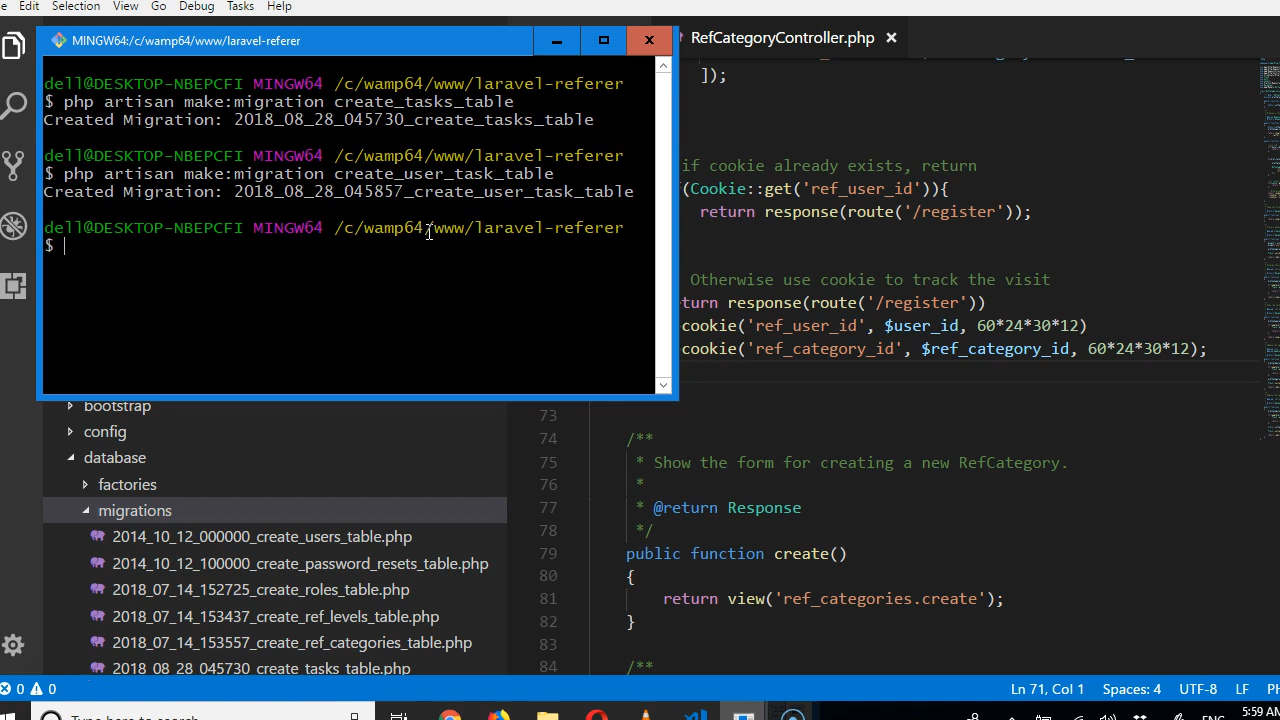 Edit Selection View Go Debug Tasks Help
MINGW64:/c/wamp64/www/laravel-referer
dell@DESKTOP-NBEPCFI MINGW64 /c/wamp64/www/laravel-referer
$ php artisan make:migration create_tasks_table
Created Migration: 2018_08_28_045730_create_tasks_table
dell@DESKTOP-NBEPCFI MINGW64 /c/wamp64/www/laravel-referer
$ php artisan make:migration create_user_task_table
Created Migration: 2018_08_28_045857_create_user_task_table
dell@DESKTOP-NBEPCFI MINGW64 /c/wamp64/www/laravel-referer
$
RefCategoryController.php
]);
if cookie already exists, return
(Cookie::get('ref_user_id')){
return response(route('/register'));
Otherwise use cookie to track the visit
turn response(route('/register'))
cookie('ref_user_id', $user_id, 60*24*30*12)
cookie('ref_category_id', $ref_category_id, 60*24*30*12);
bootstrap
config
database
factories
migrations
2014_10_12_000000_create_users_table.php
2014_10_12_100000_create_password_resets_table.php
2018_07_14_152725_create_roles_table.php
2018_07_14_153437_create_ref_levels_table.php
2018_07_14_153557_create_ref_categories_table.php
2018_08_28_045730_create_tasks_table.php
73
74 /**
75 * Show the form for creating a new RefCategory.
76 *
77 * @return Response
78 */
79 public function create()
80 {
81 return view('ref_categories.create');
82 }
83
84 /**
0 0
Ln 71, Col 1 Spaces: 4 UTF-8 LF
Type here to search
ENG
5:59 AM